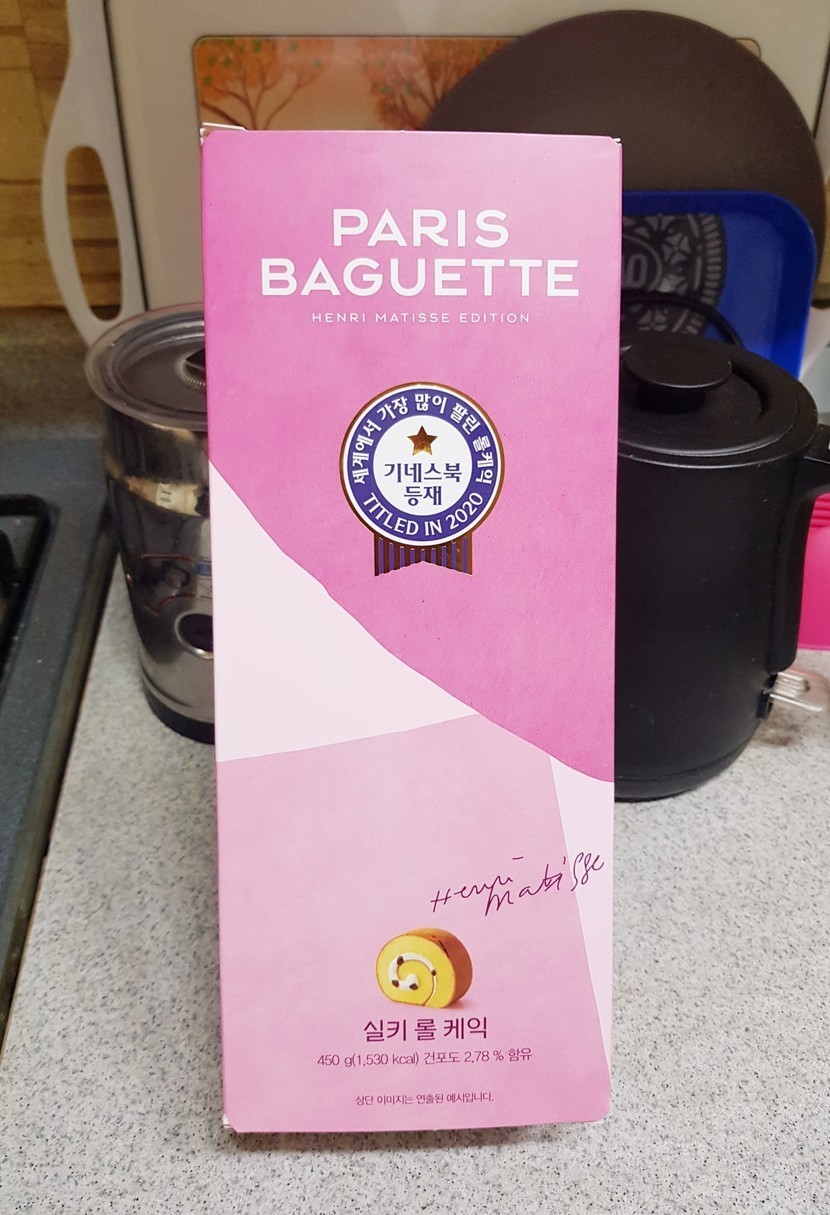 PARIS
BAGUETTE
HENRI MATISSE EDITION
세계에서 가장 많이 팔린 롤케익
기네스북
등재
TITLED IN 2020
Henri
Matisse
실키 롤 케익
450 g(1,530 kcal) 건포도 2.78 % 함유
상단 이미지는 연출된 예시입니다.